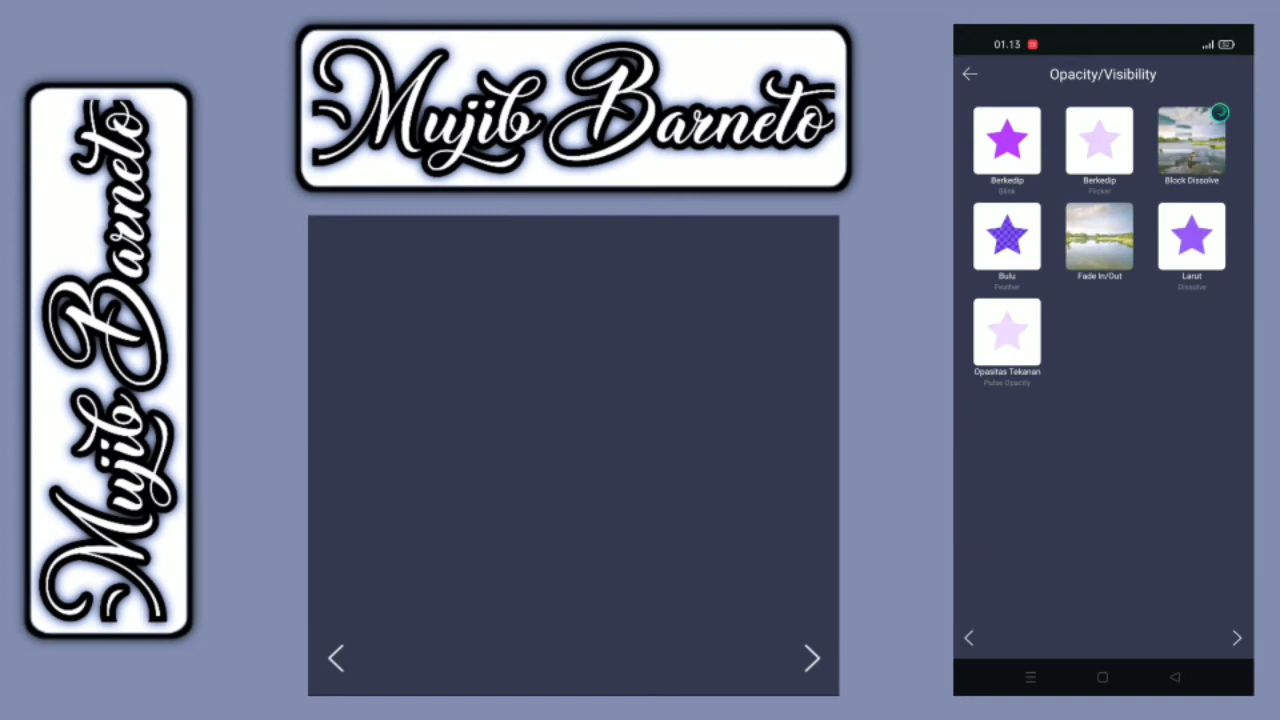 Mujib Barneto
Mujib Barneto
01.13
Opacity/Visibility
Berkedip
Blink
Berkedip
Flicker
Block Dissolve
Bulu
Feather
Fade In/Out
Larut
Dissolve
Opasitas Tekanan
Pulse Opacity